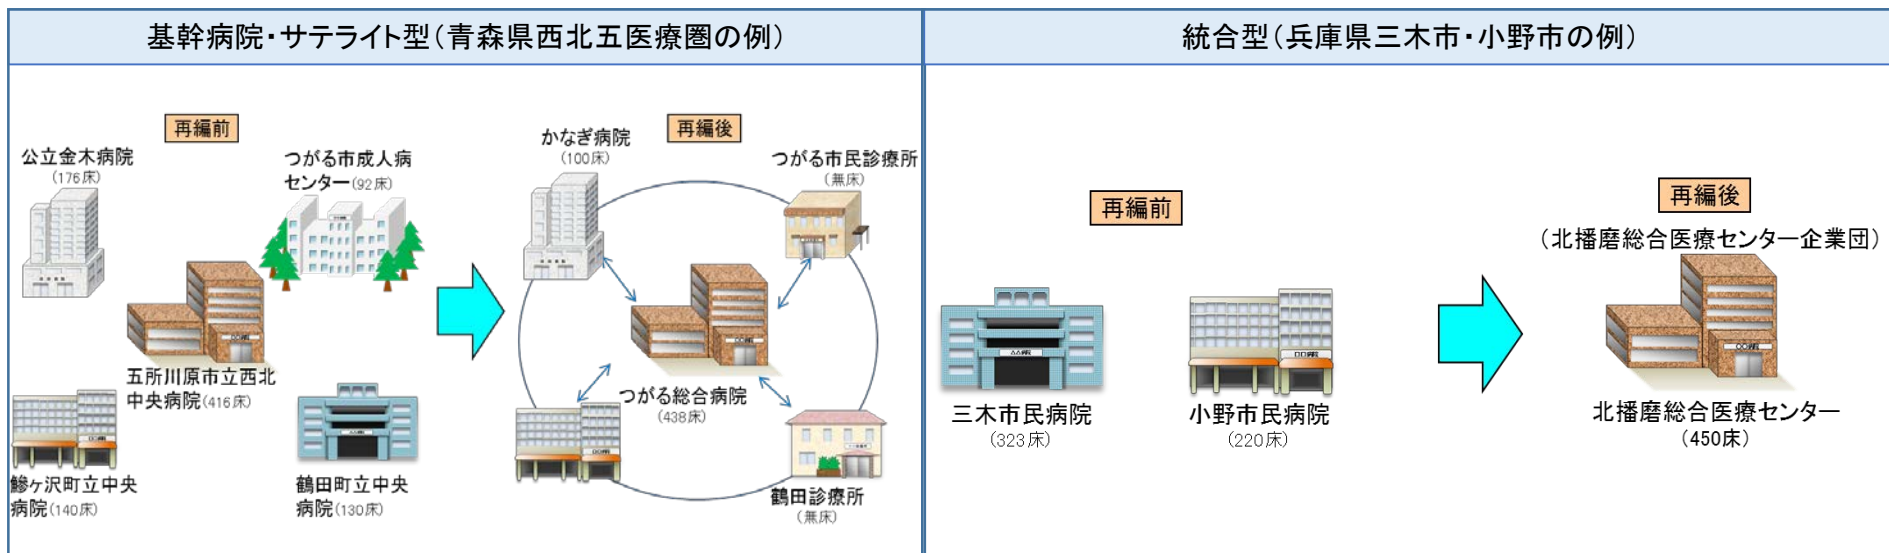 基幹病院・サテライト型（青森県西北五医療圏の例）
再編前
公立金木病院
（176床）
つがる市成人病
センター（92床）
五所川原市立西北
中央病院（416床）
鰺ヶ沢町立中央
病院（140床）
鶴田町立中央
病院（130床）
再編後
かなぎ病院
（100床）
つがる市民診療所
（無床）
つがる総合病院
（438床）
鶴田診療所
（無床）
統合型（兵庫県三木市・小野市の例）
再編前
三木市民病院
（323床）
小野市民病院
（220床）
再編後
（北播磨総合医療センター企業団）
北播磨総合医療センター
（450床）